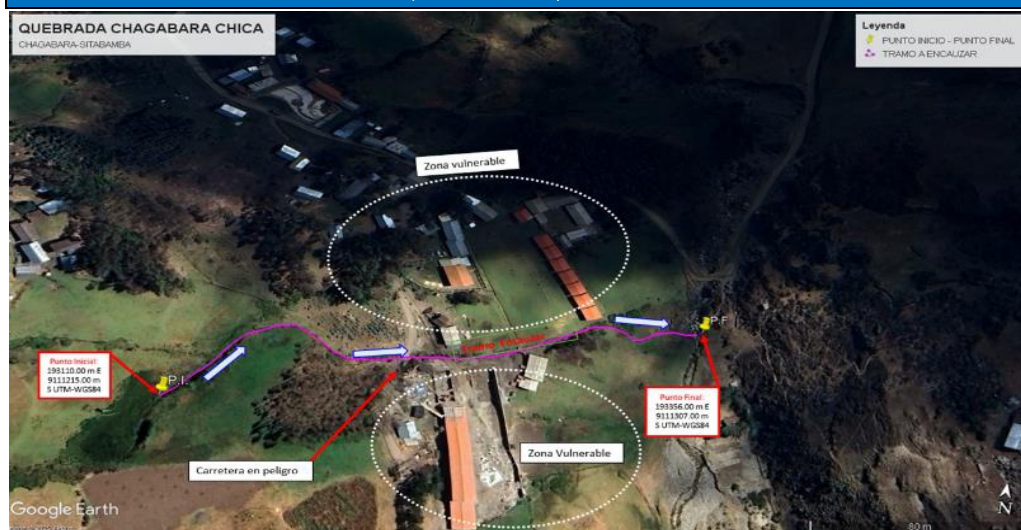 QUEBRADA CHAGABARA CHICA
CHAGABARA-SITABAMBA
Leyenda
PUNTO INICIO - PUNTO FINAL
TRAMO A ENCAUZAR
Zona vulnerable
P.F
Punto Inicial:
193110.00 m E
9111215.00 m
S UTM-WGS84
P.I.
Punto Final:
193356.00 m E
9111307.00 m
S UTM-WGS84
Carretera en peligro
Zona Vulnerable
Google Earth
N
80 m